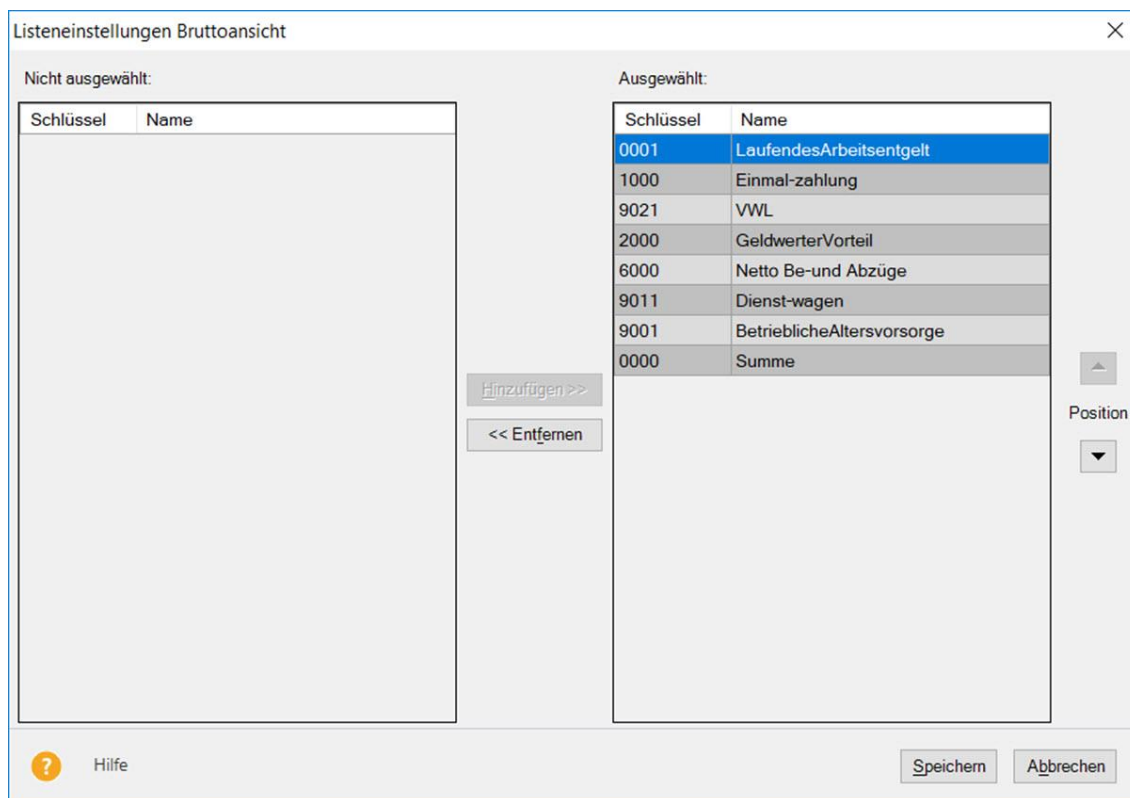 Listeneinstellungen Bruttoansicht
Nicht ausgewählt:
Schlüssel Name
Hinzufügen >>
<< Entfernen
Ausgewählt:
Schlüssel Name
0001 LaufendesArbeitsentgelt
1000 Einmal-zahlung
9021 VWL
2000 GeldwerterVorteil
6000 Netto Be-und Abzüge
9011 Dienst-wagen
9001 BetrieblicheAltersvorsorge
0000 Summe
Position
? Hilfe
Speichern Abbrechen